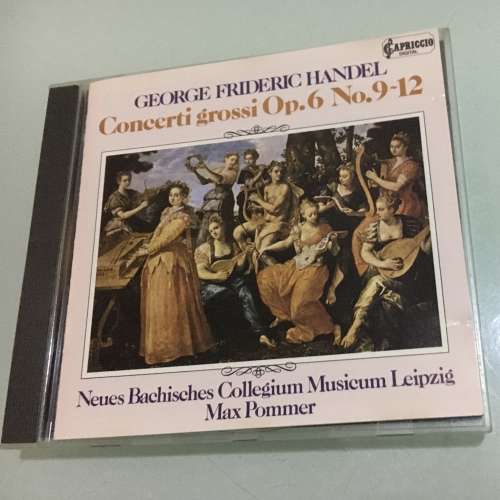 CAPRICCIO
DIGITAL
GEORGE FRIDERIC HANDEL
Concerti grossi Op.6 No.9-12
Neues Bachisches Collegium Musicum Leipzig
Max Pommer